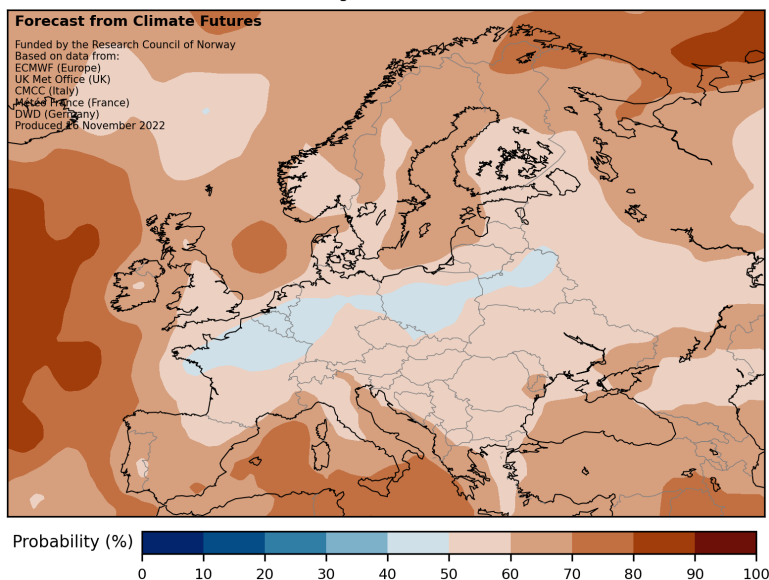 Forecast from Climate Futures
Funded by the Research Council of Norway
Based on data from:
ECMWF (Europe)
UK Met Office (UK)
CMCC (Italy)
Météo France (France)
DWD (Germany)
Produced 16 November 2022
Probability (%)
0 10 20 30 40 50 60 70 80 90 100